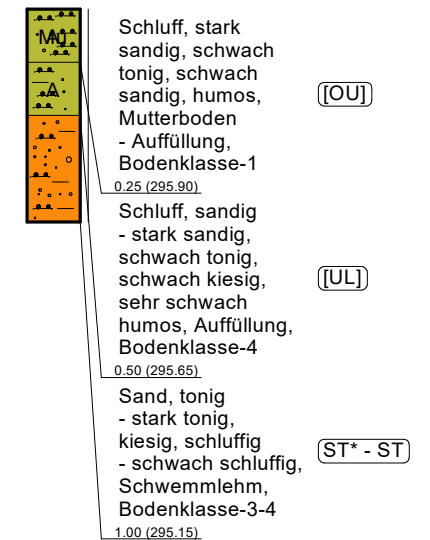 Mu
A
Schluff, stark
sandig, schwach
tonig, schwach
sandig, humos,
Mutterboden
- Auffüllung,
Bodenklasse-1
[OU]
0.25 (295.90)
Schluff, sandig
- stark sandig,
schwach tonig,
schwach kiesig,
sehr schwach
humos, Auffüllung,
Bodenklasse-4
[UL]
0.50 (295.65)
Sand, tonig
- stark tonig,
kiesig, schluffig
- schwach schluffig,
Schwemmlehm,
Bodenklasse-3-4
ST* - ST
1.00 (295.15)